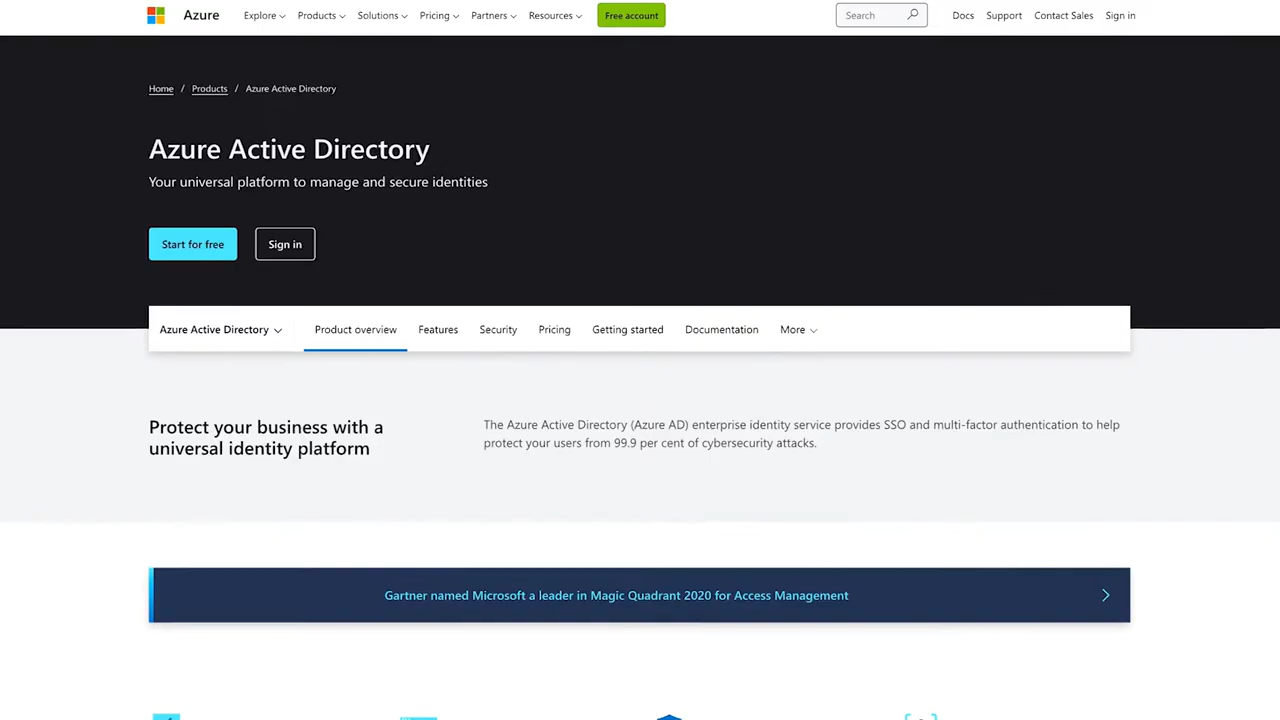 Azure
Explore
Products
Solutions
Pricing
Partners
Resources
Free account
Search
Docs
Support
Contact Sales
Sign in
Home / Products / Azure Active Directory
Azure Active Directory
Your universal platform to manage and secure identities
Start for free
Sign in
Azure Active Directory
Product overview
Features
Security
Pricing
Getting started
Documentation
More
Protect your business with a
universal identity platform
The Azure Active Directory (Azure AD) enterprise identity service provides SSO and multi-factor authentication to help
protect your users from 99.9 per cent of cybersecurity attacks.
Gartner named Microsoft a leader in Magic Quadrant 2020 for Access Management